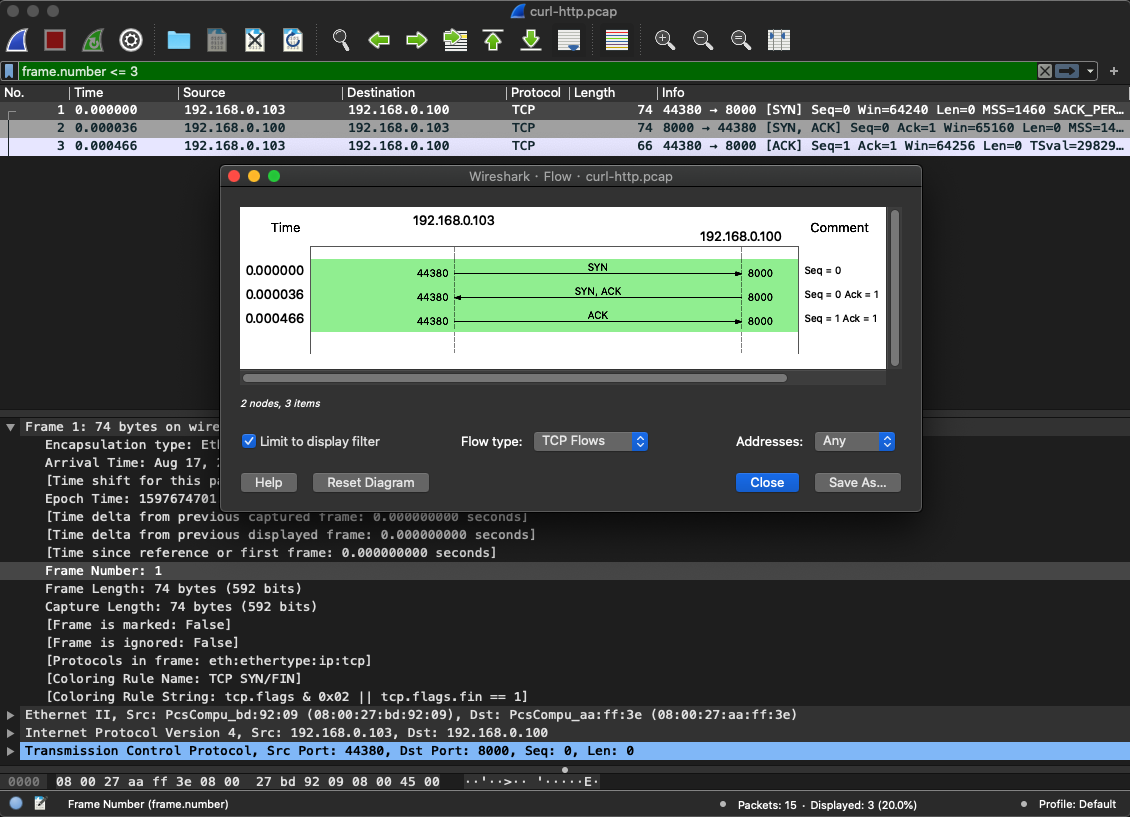 curl-http.pcap
frame.number <= 3
No. Time Source Destination Protocol Length Info
1 0.000000 192.168.0.103 192.168.0.100 TCP 74 44380 → 8000 [SYN] Seq=0 Win=64240 Len=0 MSS=1460 SACK_PER…
2 0.000036 192.168.0.100 192.168.0.103 TCP 74 8000 → 44380 [SYN, ACK] Seq=0 Ack=1 Win=65160 Len=0 MSS=14…
3 0.000466 192.168.0.103 192.168.0.100 TCP 66 44380 → 8000 [ACK] Seq=1 Ack=1 Win=64256 Len=0 TSval=29829…
Wireshark · Flow · curl-http.pcap
Time 192.168.0.103 192.168.0.100 Comment
0.000000 44380 SYN 8000 Seq = 0
0.000036 44380 SYN, ACK 8000 Seq = 0 Ack = 1
0.000466 44380 ACK 8000 Seq = 1 Ack = 1
2 nodes, 3 items
Limit to display filter Flow type: TCP Flows Addresses: Any
Help Reset Diagram Close Save As…
Frame 1: 74 bytes on wire
Encapsulation type: Eth
Arrival Time: Aug 17,
[Time shift for this pa
Epoch Time: 1597674701
[Time delta from previous captured frame: 0.000000000 seconds]
[Time delta from previous displayed frame: 0.000000000 seconds]
[Time since reference or first frame: 0.000000000 seconds]
Frame Number: 1
Frame Length: 74 bytes (592 bits)
Capture Length: 74 bytes (592 bits)
[Frame is marked: False]
[Frame is ignored: False]
[Protocols in frame: eth:ethertype:ip:tcp]
[Coloring Rule Name: TCP SYN/FIN]
[Coloring Rule String: tcp.flags & 0x02 || tcp.flags.fin == 1]
Ethernet II, Src: PcsCompu_bd:92:09 (08:00:27:bd:92:09), Dst: PcsCompu_aa:ff:3e (08:00:27:aa:ff:3e)
Internet Protocol Version 4, Src: 192.168.0.103, Dst: 192.168.0.100
Transmission Control Protocol, Src Port: 44380, Dst Port: 8000, Seq: 0, Len: 0
0000 08 00 27 aa ff 3e 08 00 27 bd 92 09 08 00 45 00 ··'··>·· '·····E·
Frame Number (frame.number) Packets: 15 · Displayed: 3 (20.0%) Profile: Default